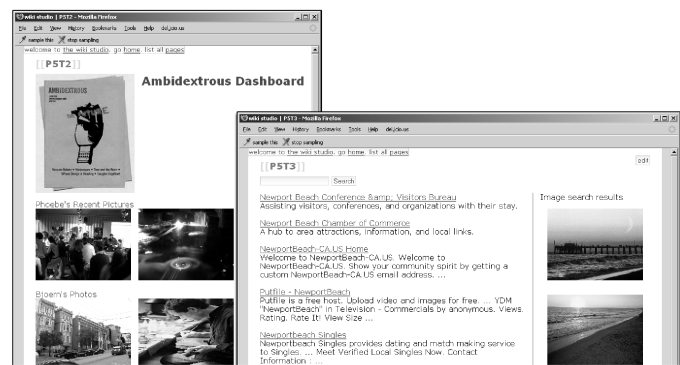 wiki studio | P5T2 - Mozilla Firefox
File Edit View History Bookmarks Tools Help del.icio.us
sample this stop sampling
welcome to the wiki studio. go home. list all pages
[[P5T2]]
Ambidextrous Dashboard
AMBIDEXTROUS
Phoebe's Recent Pictures
Bjoern's Photos
wiki studio | P5T3 - Mozilla Firefox
File Edit View History Bookmarks Tools Help del.icio.us
sample this stop sampling
welcome to the wiki studio. go home. list all pages
edit
[[P5T3]]
Search
Newport Beach Conference &amp; Visitors Bureau
Assisting visitors, conferences, and organizations with their stay.
Newport Beach Chamber of Commerce
A hub to area attractions, information, and local links.
NewportBeach-CA.US Home
Welcome to NewportBeach-CA.US. Welcome to
NewportBeach-CA.US. Show your community spirit by getting a
custom NewportBeach-CA.US email address. ...
Putfile - NewportBeach
Putfile is a free host. Upload video and images for free. ... YDM
"NewportBeach" in Television - Commercials by anonymous. Views.
Rating. Rate It! View Size ...
Newportbeach Singles
Newportbeach Singles provides dating and match making service
to Singles. ... Meet Verified Local Singles Now. Contact
Information : ...
Image search results